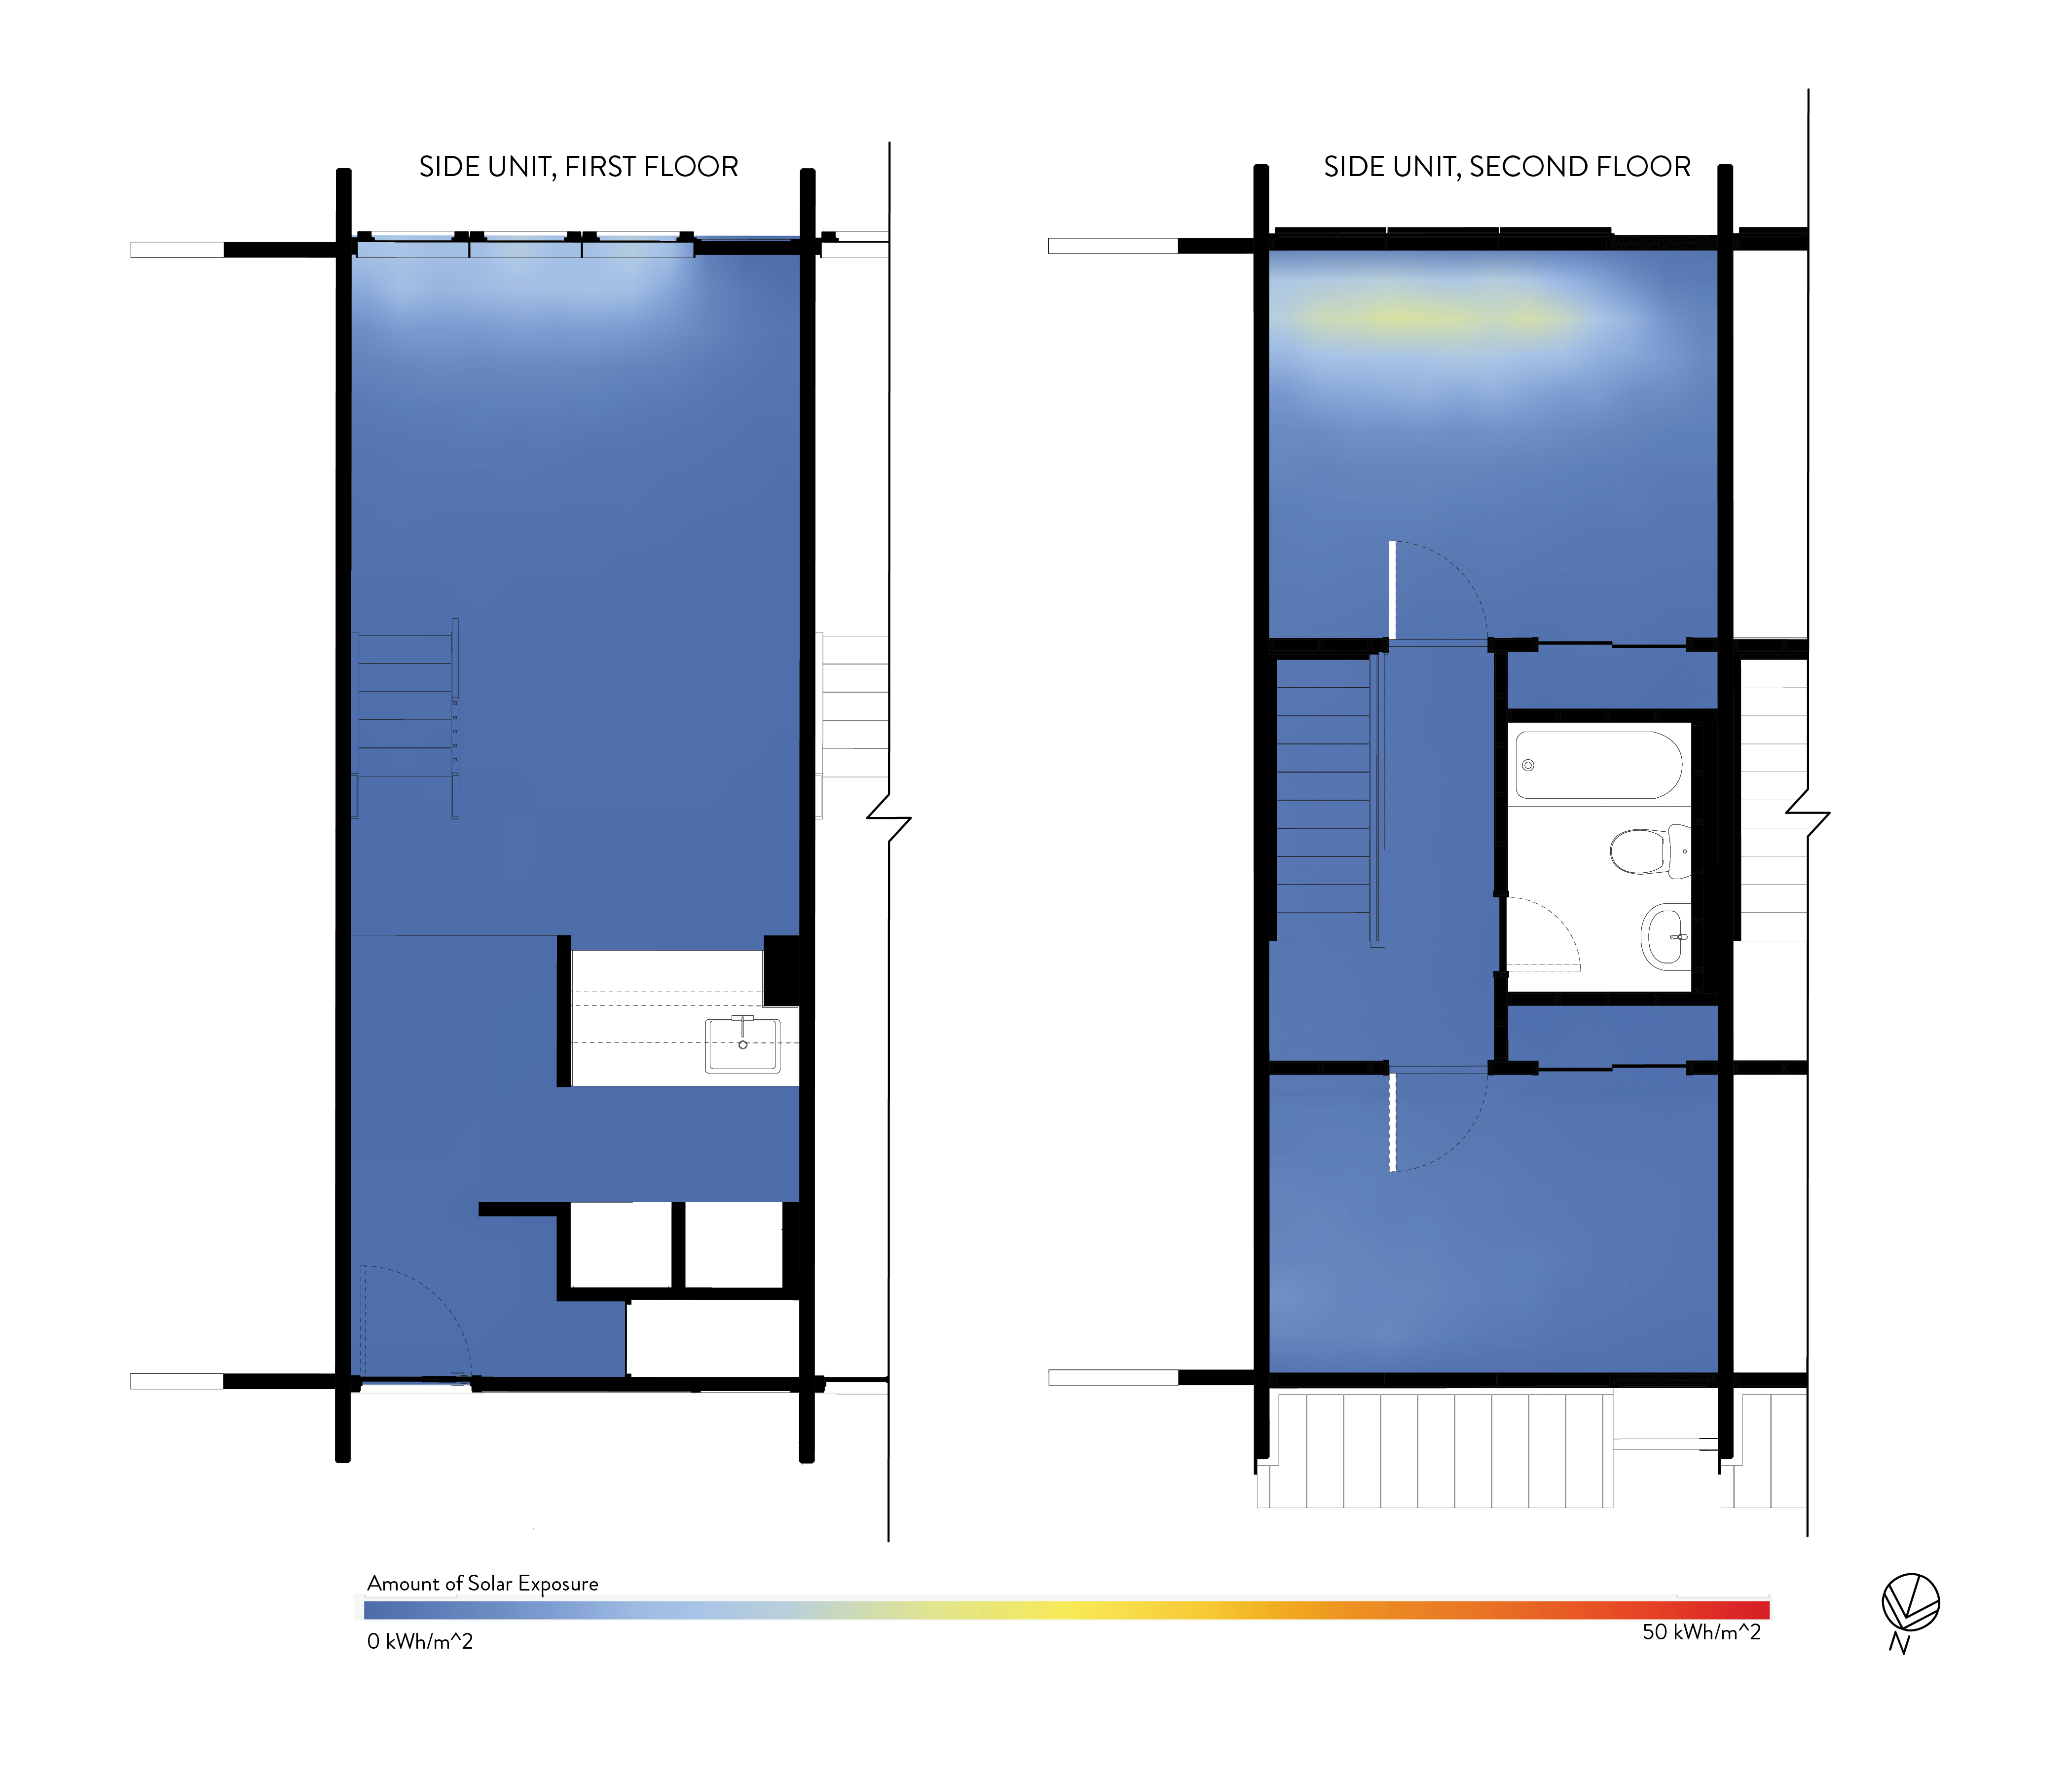 SIDE UNIT, FIRST FLOOR
SIDE UNIT, SECOND FLOOR
Amount of Solar Exposure
0 kWh/m^2
50 kWh/m^2
N